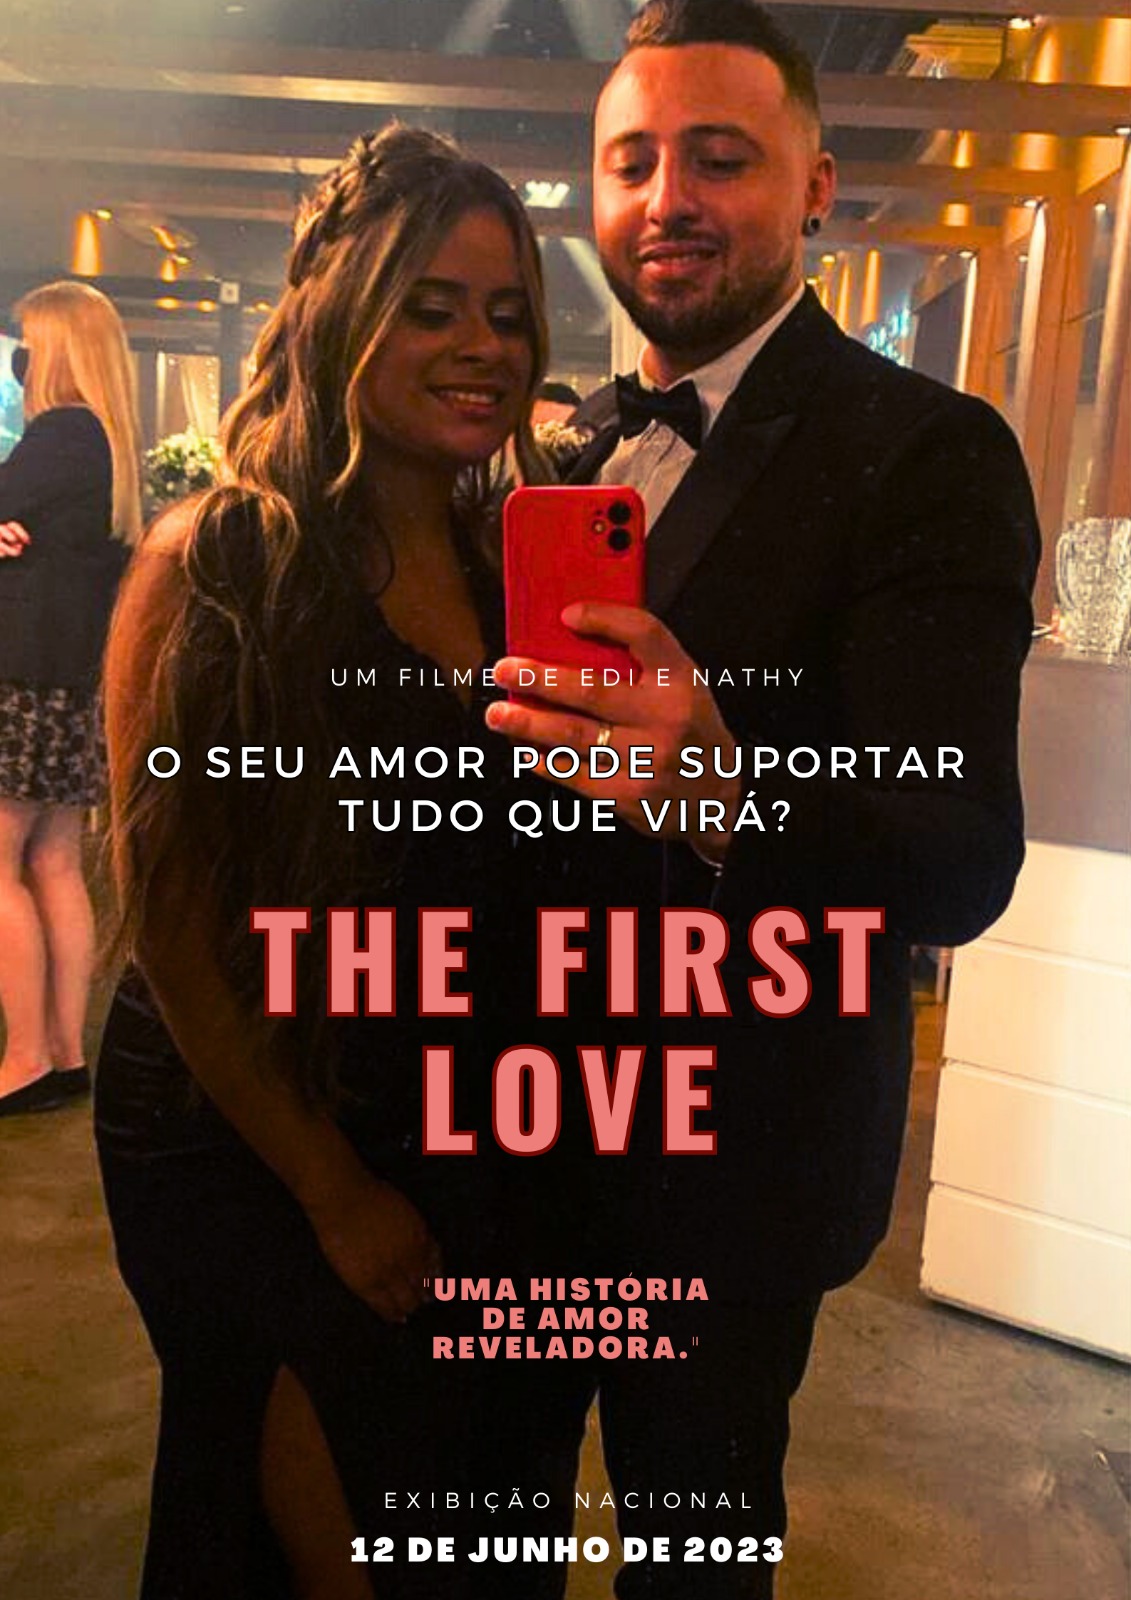 UM FILME DE EDI E NATHY
O SEU AMOR PODE SUPORTAR
TUDO QUE VIRÁ?
THE FIRST
LOVE
"UMA HISTÓRIA
DE AMOR
REVELADORA."
EXIBIÇÃO NACIONAL
12 DE JUNHO DE 2023